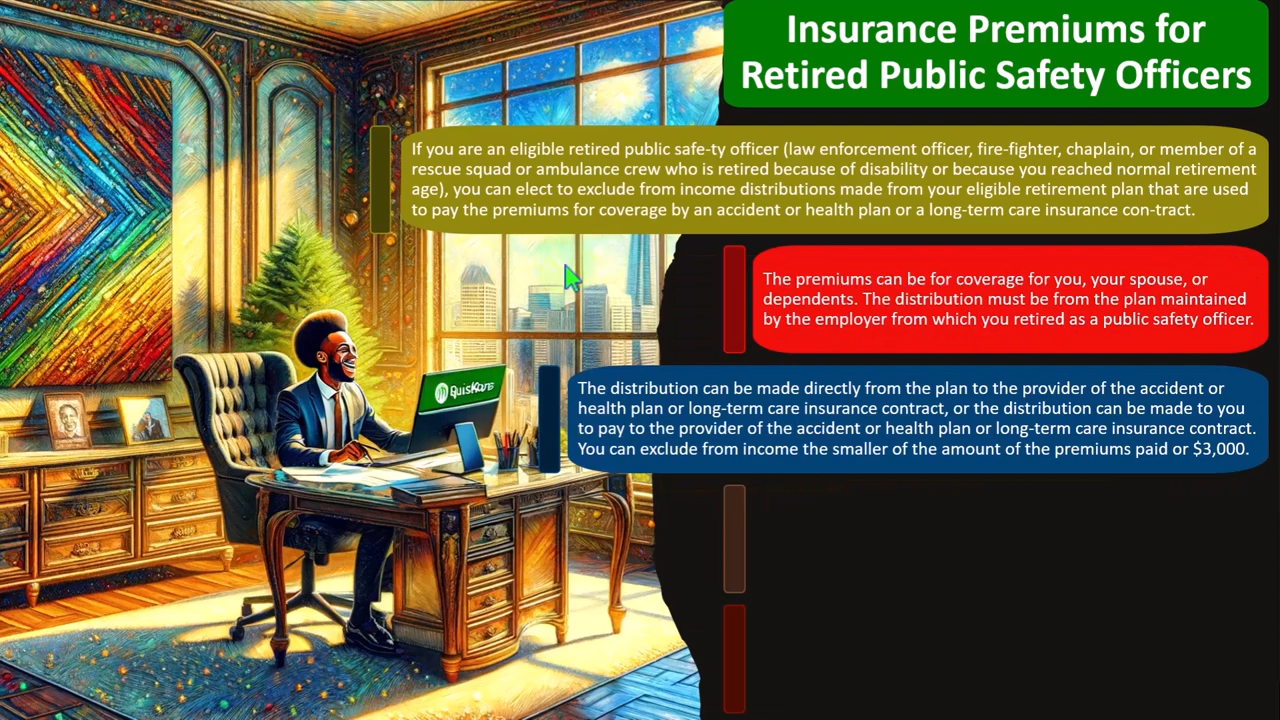 Insurance Premiums for
Retired Public Safety Officers
If you are an eligible retired public safe-ty officer (law enforcement officer, fire-fighter, chaplain, or member of a
rescue squad or ambulance crew who is retired because of disability or because you reached normal retirement
age), you can elect to exclude from income distributions made from your eligible retirement plan that are used
to pay the premiums for coverage by an accident or health plan or a long-term care insurance con-tract.
The premiums can be for coverage for you, your spouse, or
dependents. The distribution must be from the plan maintained
by the employer from which you retired as a public safety officer.
The distribution can be made directly from the plan to the provider of the accident or
health plan or long-term care insurance contract, or the distribution can be made to you
to pay to the provider of the accident or health plan or long-term care insurance contract.
You can exclude from income the smaller of the amount of the premiums paid or $3,000.